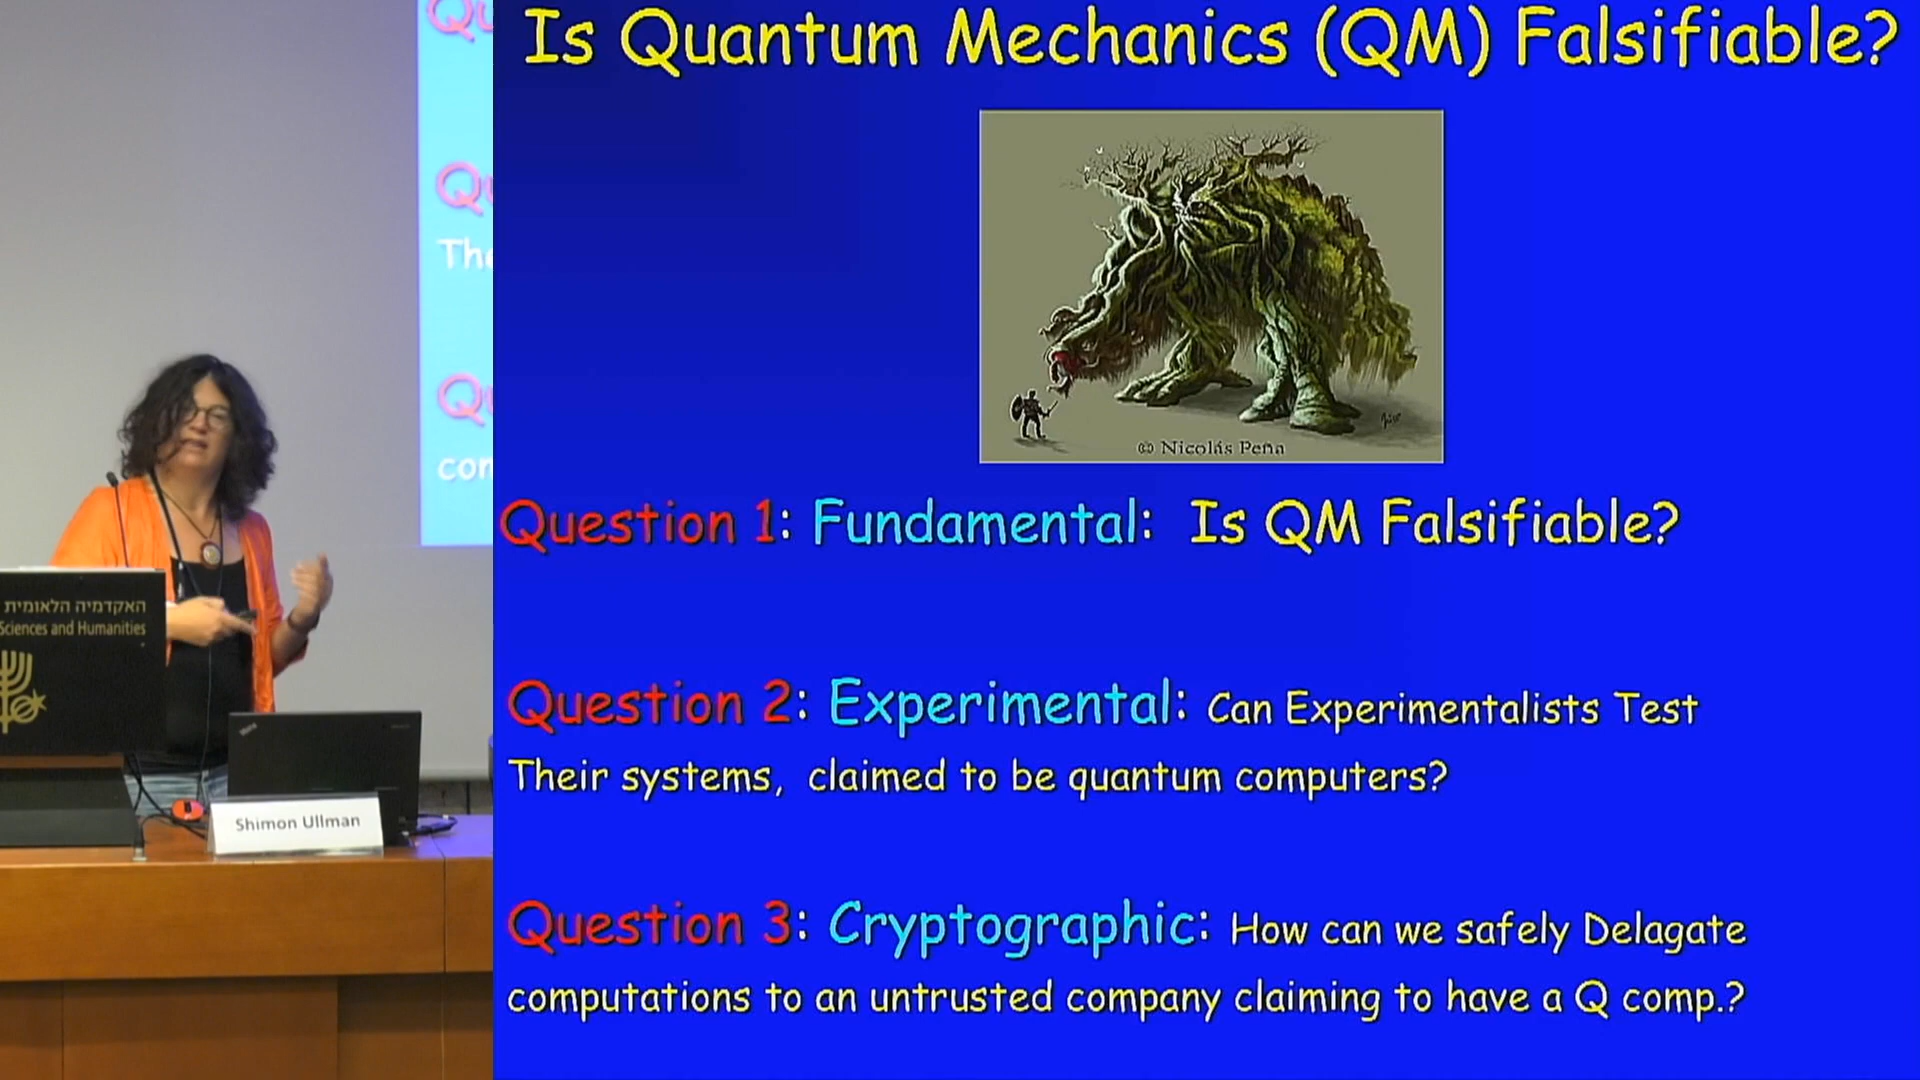 Is Quantum Mechanics (QM) Falsifiable?
© Nicolás Peña
Question 1: Fundamental: Is QM Falsifiable?
Question 2: Experimental: Can Experimentalists Test
Their systems, claimed to be quantum computers?
Question 3: Cryptographic: How can we safely Delagate
computations to an untrusted company claiming to have a Q comp.?
האקדמיה הלאומית
Sciences and Humanities
Shimon Ullman